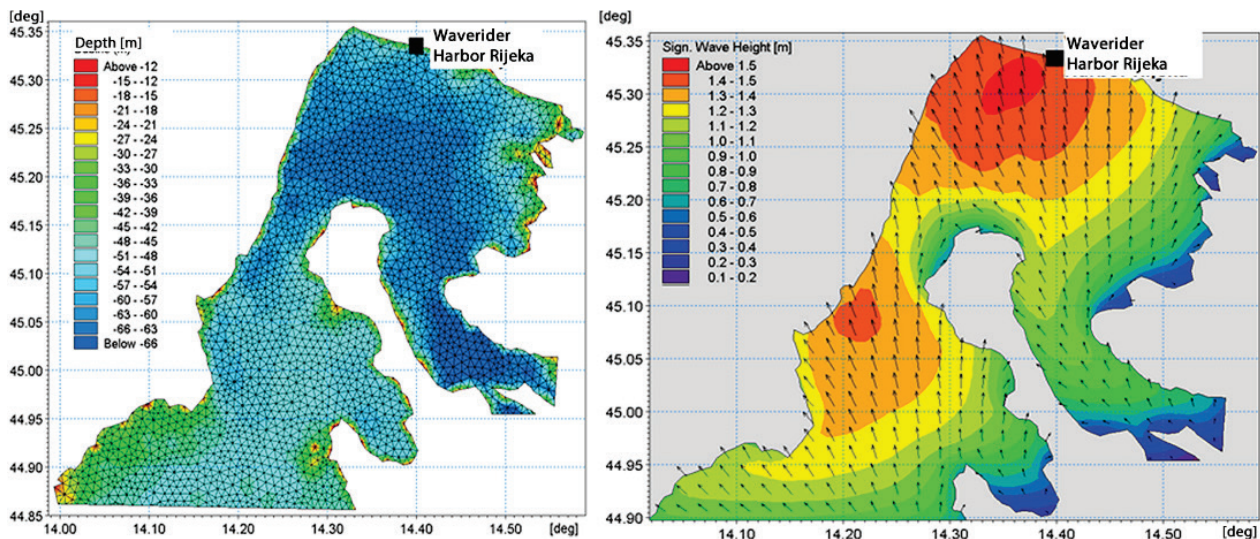 [deg]
Depth [m]
Above -12
-15 - -12
-18 - -15
-21 - -18
-24 - -21
-27 - -24
-30 - -27
-33 - -30
-36 - -33
-39 - -36
-42 - -39
-45 - -42
-48 - -45
-51 - -48
-54 - -51
-57 - -54
-60 - -57
-63 - -60
-66 - -63
Below -66
Waverider
Harbor Rijeka
45.35
45.30
45.25
45.20
45.15
45.10
45.05
45.00
44.95
44.90
44.85
14.00
14.10
14.20
14.30
14.40
14.50
[deg]
[deg]
Sign. Wave Height [m]
Above 1.5
1.4 - 1.5
1.3 - 1.4
1.2 - 1.3
1.1 - 1.2
1.0 - 1.1
0.9 - 1.0
0.8 - 0.9
0.7 - 0.8
0.6 - 0.7
0.5 - 0.6
0.4 - 0.5
0.3 - 0.4
0.2 - 0.3
0.1 - 0.2
Waverider
Harbor Rijeka
45.35
45.30
45.25
45.20
45.15
45.10
45.05
45.00
44.95
44.90
14.10
14.20
14.30
14.40
14.50
[deg]